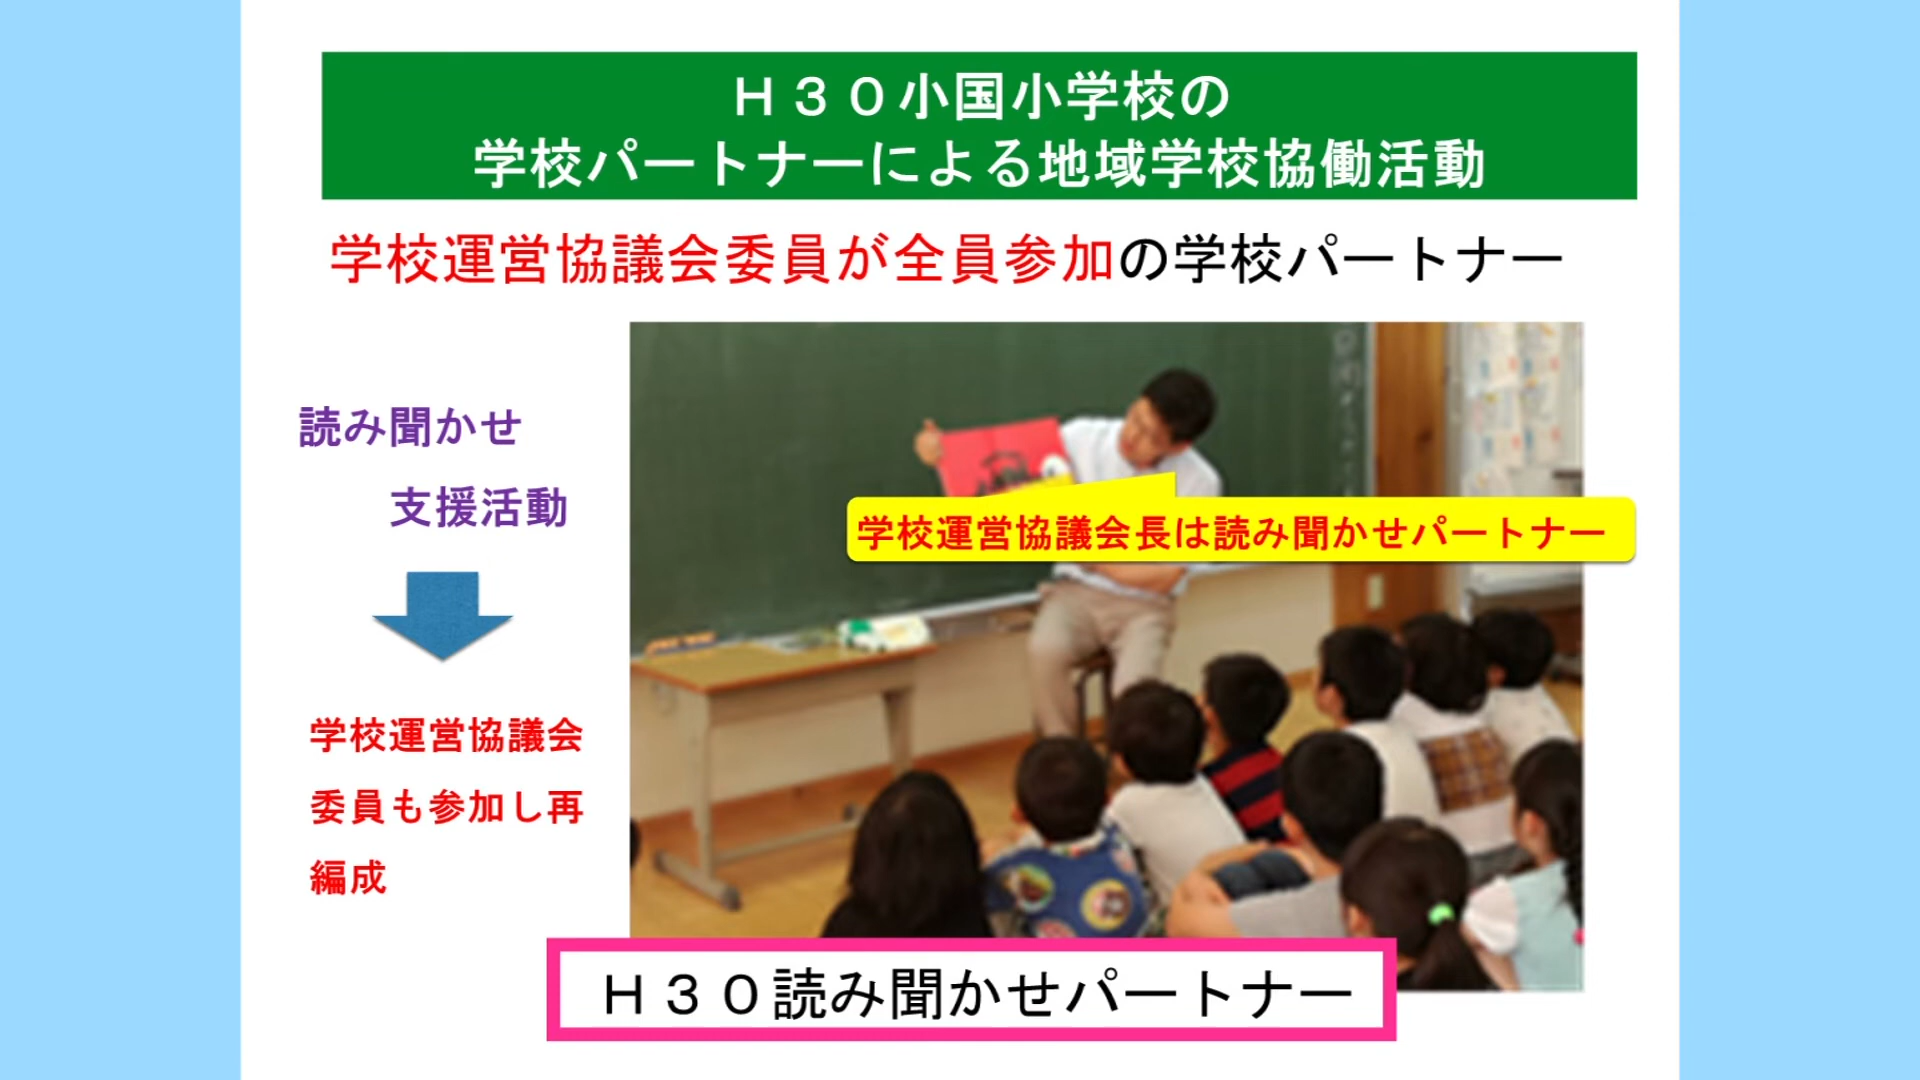 Ｈ３０小国小学校の
学校パートナーによる地域学校協働活動
学校運営協議会委員が全員参加の学校パートナー
読み聞かせ
支援活動
学校運営協議会長は読み聞かせパートナー
学校運営協議会
委員も参加し再
編成
Ｈ３０読み聞かせパートナー